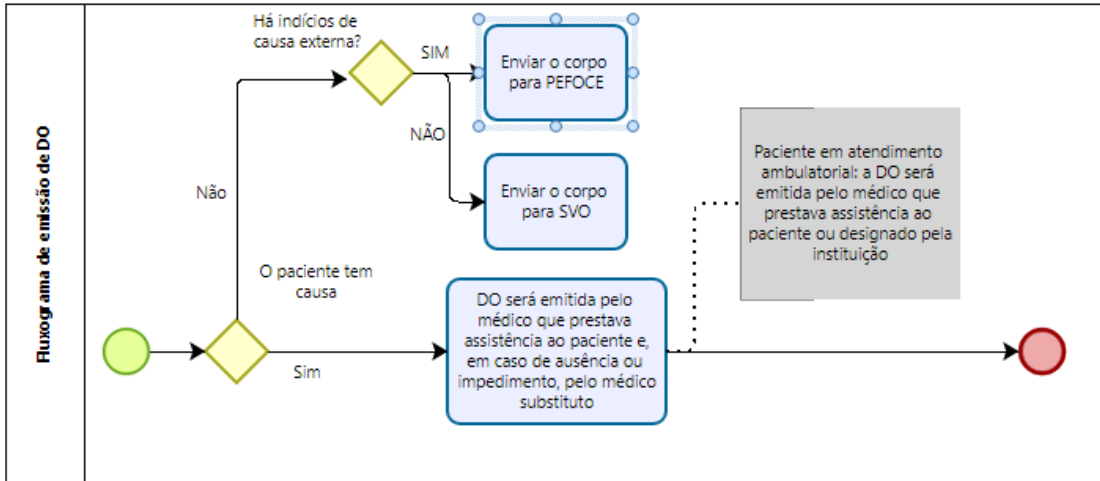 Fluxograma de emissão de DO
Há indícios de
causa externa?
SIM
Enviar o corpo
para PEFOCE
NÃO
Enviar o corpo
para SVO
Não
O paciente tem
causa
Sim
DO será emitida pelo
médico que prestava
assistência ao paciente e,
em caso de ausência ou
impedimento, pelo médico
substituto
Paciente em atendimento
ambulatorial: a DO será
emitida pelo médico que
prestava assistência ao
paciente ou designado pela
instituição